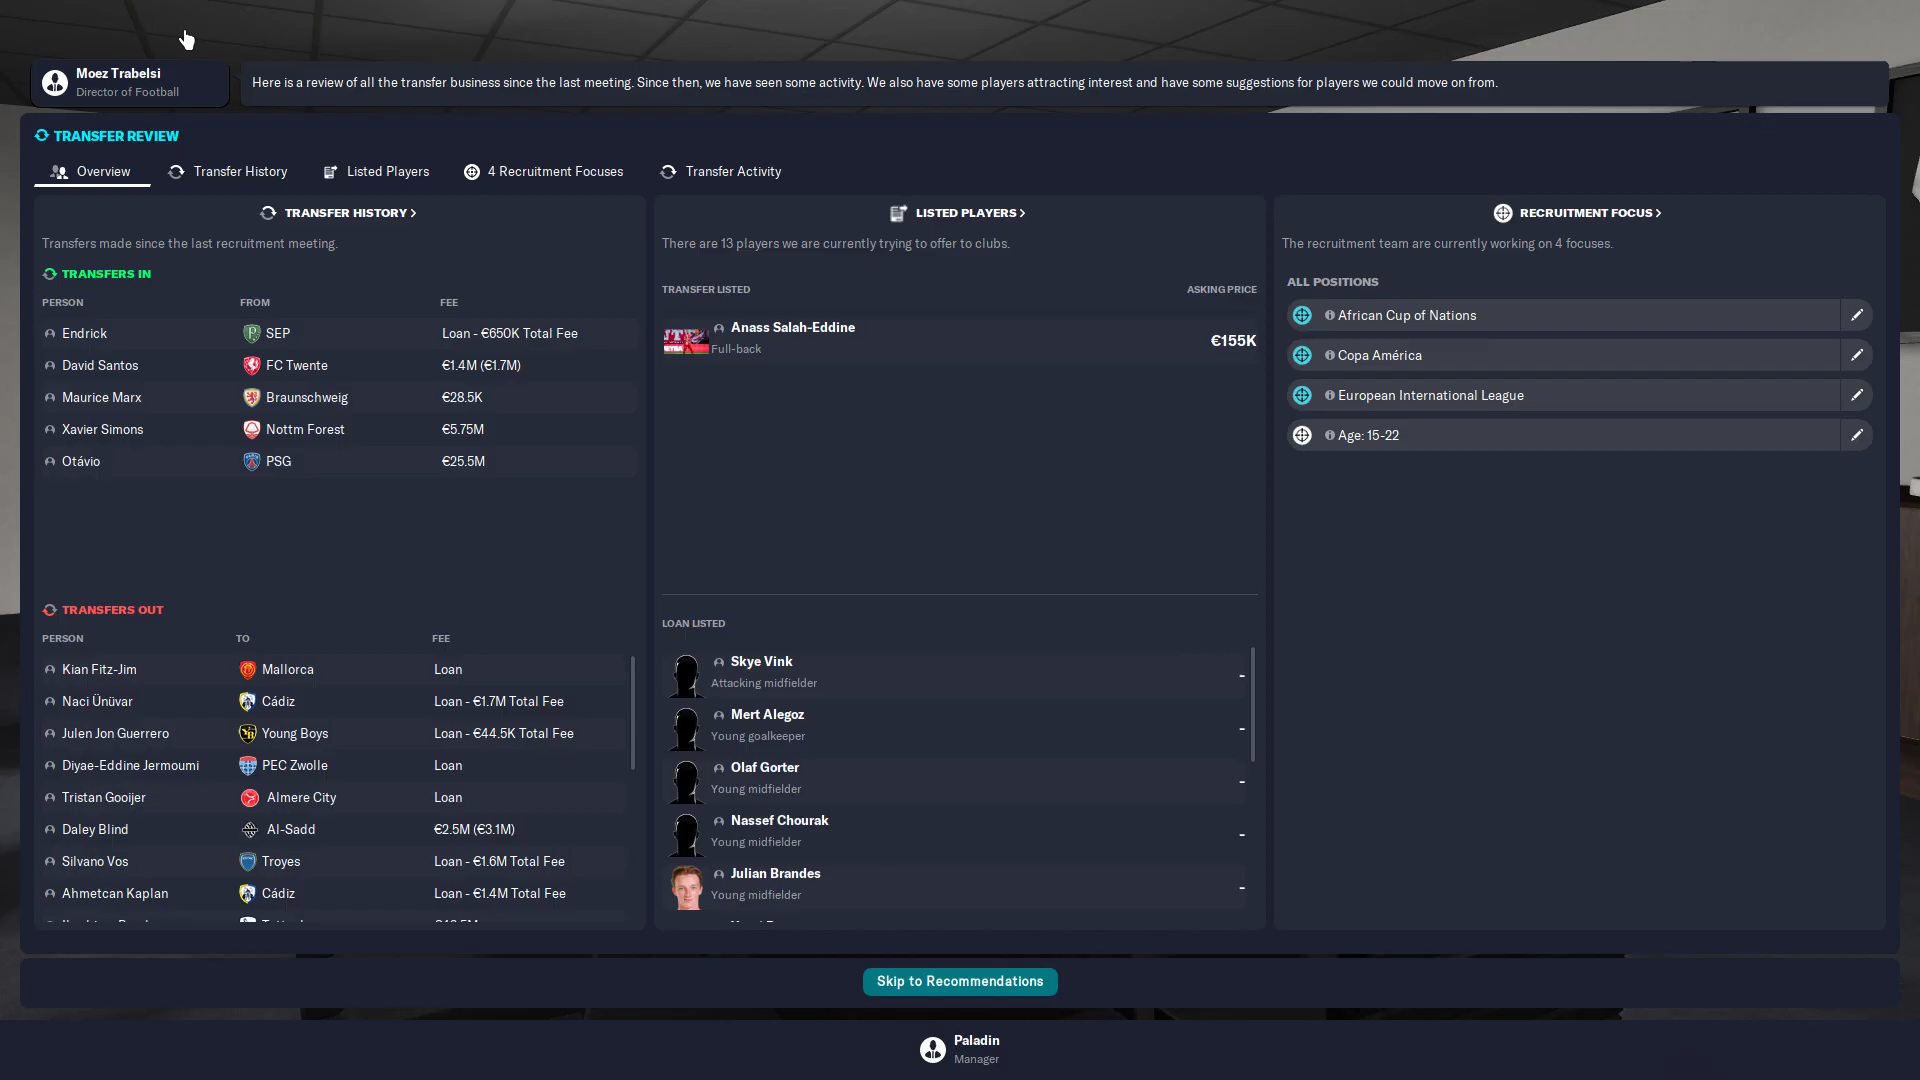 Moez Trabelsi
Director of Football
Here is a review of all the transfer business since the last meeting. Since then, we have seen some activity. We also have some players attracting interest and have some suggestions for players we could move on from.
TRANSFER REVIEW
Overview
Transfer History
Listed Players
4 Recruitment Focuses
Transfer Activity
TRANSFER HISTORY
Transfers made since the last recruitment meeting.
TRANSFERS IN
PERSON FROM FEE
Endrick SEP Loan - €650K Total Fee
David Santos FC Twente €1.4M (€1.7M)
Maurice Marx Braunschweig €28.5K
Xavier Simons Nottm Forest €5.75M
Otávio PSG €25.5M
TRANSFERS OUT
PERSON TO FEE
Kian Fitz-Jim Mallorca Loan
Naci Ünüvar Cádiz Loan - €1.7M Total Fee
Julen Jon Guerrero Young Boys Loan - €44.5K Total Fee
Diyae-Eddine Jermoumi PEC Zwolle Loan
Tristan Gooijer Almere City Loan
Daley Blind Al-Sadd €2.5M (€3.1M)
Silvano Vos Troyes Loan - €1.6M Total Fee
Ahmetcan Kaplan Cádiz Loan - €1.4M Total Fee
LISTED PLAYERS
There are 13 players we are currently trying to offer to clubs.
TRANSFER LISTED ASKING PRICE
Anass Salah-Eddine
Full-back
€155K
LOAN LISTED
Skye Vink
Attacking midfielder
-
Mert Alegoz
Young goalkeeper
-
Olaf Gorter
Young midfielder
-
Nassef Chourak
Young midfielder
-
Julian Brandes
Young midfielder
-
RECRUITMENT FOCUS
The recruitment team are currently working on 4 focuses.
ALL POSITIONS
African Cup of Nations
Copa América
European International League
Age: 15-22
Skip to Recommendations
Paladin
Manager